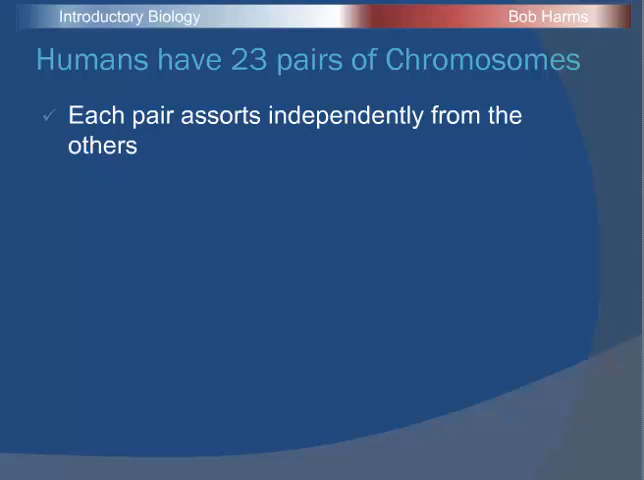 Introductory Biology
Bob Harms
Humans have 23 pairs of Chromosomes
✓ Each pair assorts independently from the
others